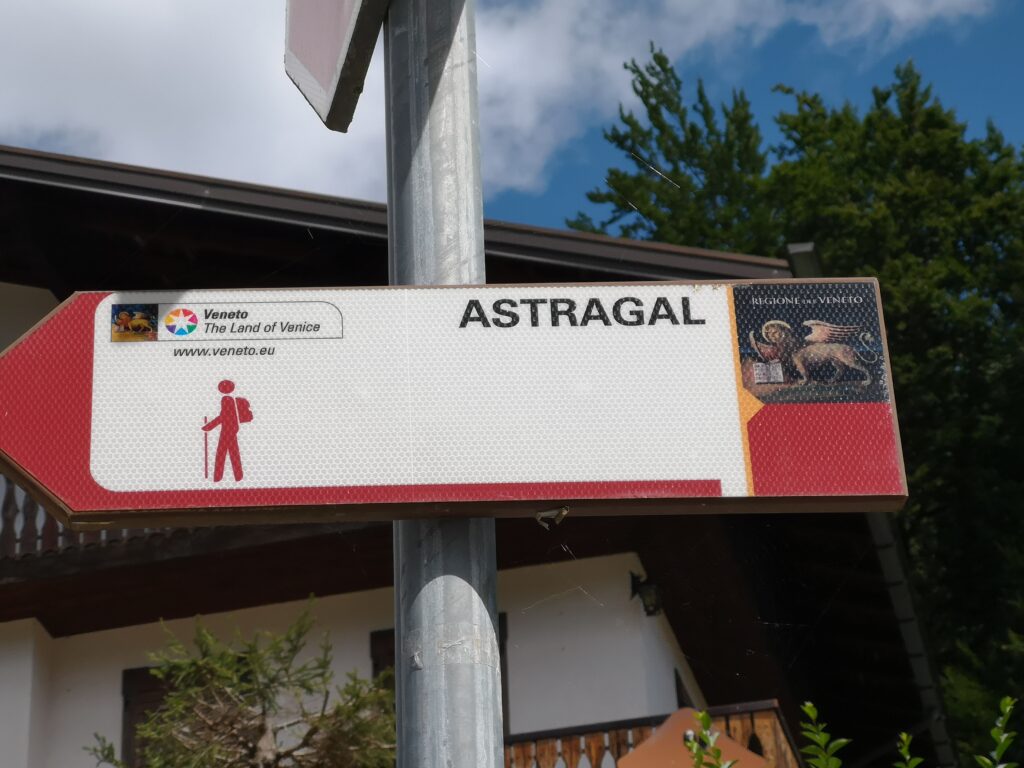 Veneto
The Land of Venice
www.veneto.eu
ASTRAGAL
REGIONE DEL VENETO